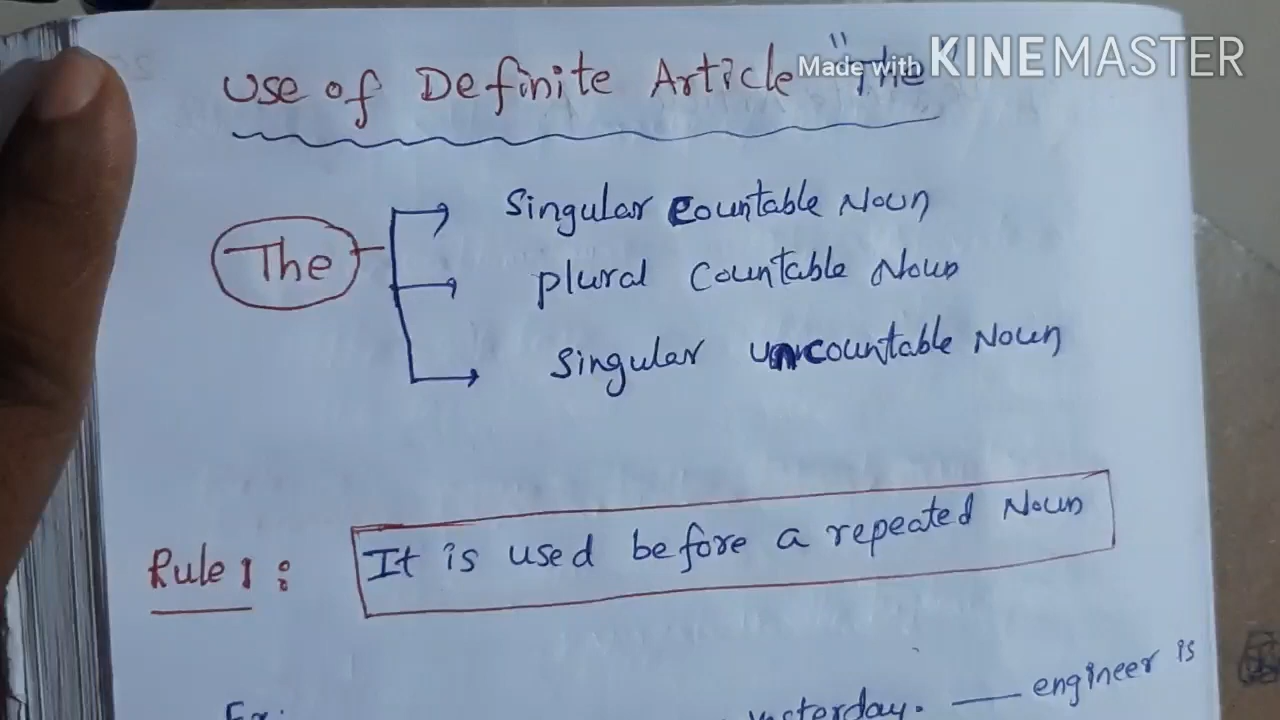 Use of Definite Article "The"
Made with KINEMASTER
The
Singular Countable Noun
plural Countable Noun
Singular uncountable Noun
Rule 1 : It is used before a repeated Noun
Ex: yesterday. — engineer is